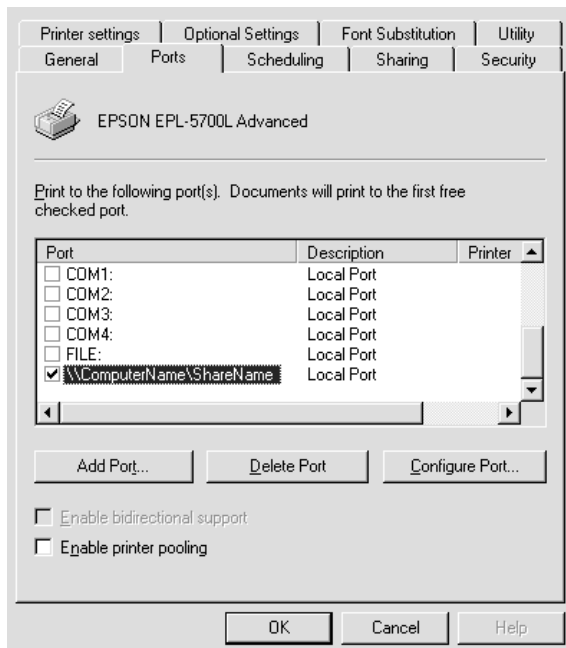 Printer settings Optional Settings Font Substitution Utility
General Ports Scheduling Sharing Security
EPSON EPL-5700L Advanced
Print to the following port(s). Documents will print to the first free
checked port.
Port Description Printer
COM1: Local Port
COM2: Local Port
COM3: Local Port
COM4: Local Port
FILE: Local Port
\\ComputerName\ShareName Local Port
Add Port... Delete Port Configure Port...
Enable bidirectional support
Enable printer pooling
OK Cancel Help